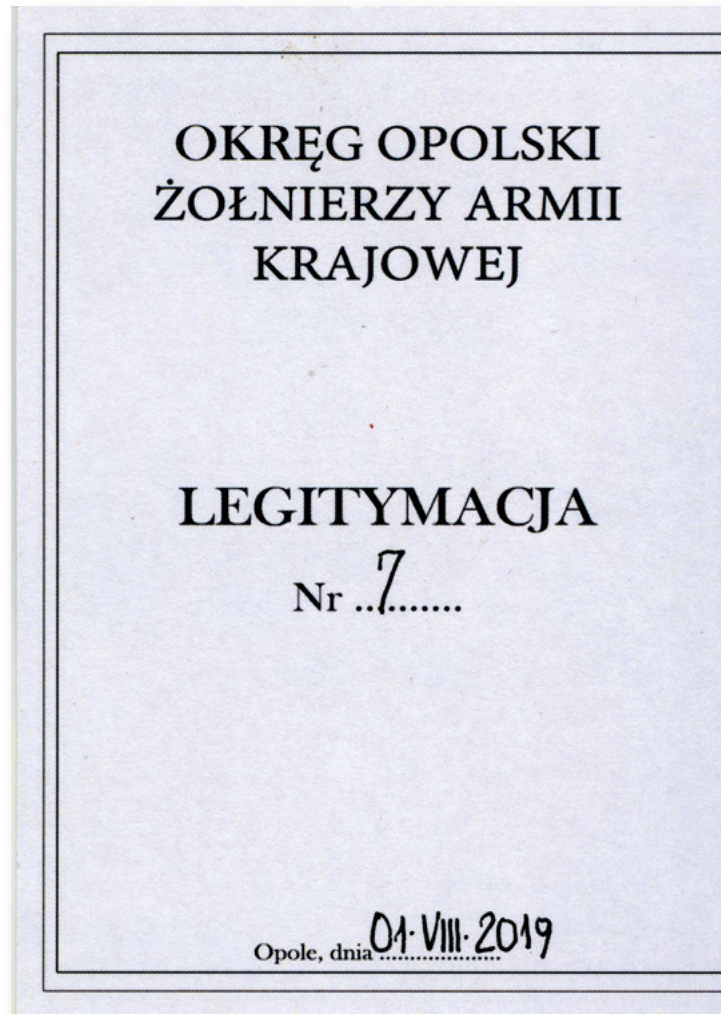 OKRĘG OPOLSKI
ŻOŁNIERZY ARMII
KRAJOWEJ
LEGITYMACJA
Nr ..7.......
Opole, dnia 01.VIII.2019